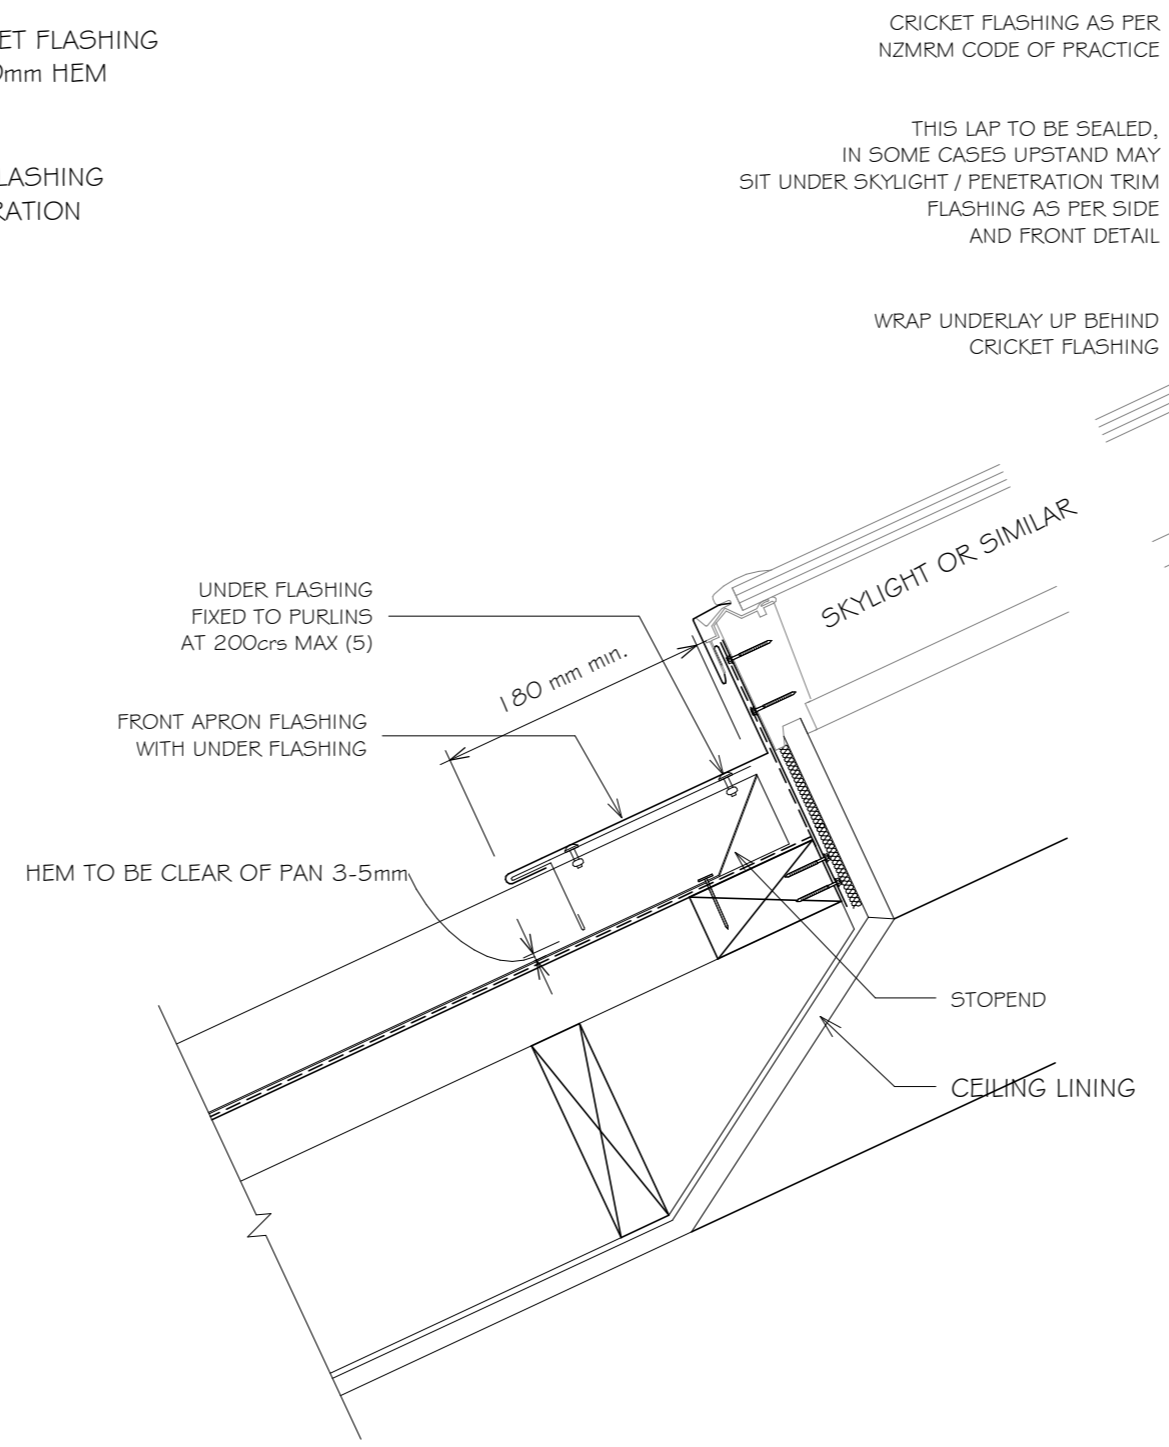 ET FLASHING
0mm HEM
LASHING
RATION
CRICKET FLASHING AS PER
NZMRM CODE OF PRACTICE
THIS LAP TO BE SEALED,
IN SOME CASES UPSTAND MAY
SIT UNDER SKYLIGHT / PENETRATION TRIM
FLASHING AS PER SIDE
AND FRONT DETAIL
WRAP UNDERLAY UP BEHIND
CRICKET FLASHING
SKYLIGHT OR SIMILAR
UNDER FLASHING
FIXED TO PURLINS
AT 200crs MAX (5)
180 mm min.
FRONT APRON FLASHING
WITH UNDER FLASHING
HEM TO BE CLEAR OF PAN 3-5mm
STOPEND
CEILING LINING